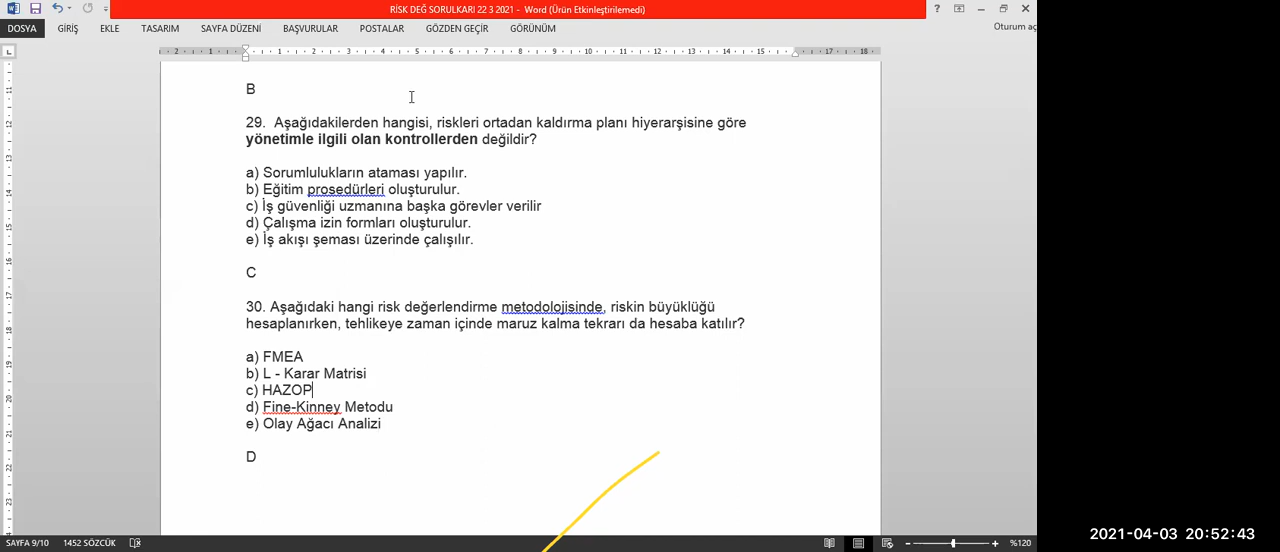 RİSK DEĞ SORULKARI 22 3 2021 - Word (Ürün Etkinleştirilemedi)
DOSYA GİRİŞ EKLE TASARIM SAYFA DÜZENİ BAŞVURULAR POSTALAR GÖZDEN GEÇİR GÖRÜNÜM Oturum aç
B
29. Aşağıdakilerden hangisi, riskleri ortadan kaldırma planı hiyerarşisine göre
yönetimle ilgili olan kontrollerden değildir?
a) Sorumlulukların ataması yapılır.
b) Eğitim prosedürleri oluşturulur.
c) İş güvenliği uzmanına başka görevler verilir
d) Çalışma izin formları oluşturulur.
e) İş akışı şeması üzerinde çalışılır.
C
30. Aşağıdaki hangi risk değerlendirme metodolojisinde, riskin büyüklüğü
hesaplanırken, tehlikeye zaman içinde maruz kalma tekrarı da hesaba katılır?
a) FMEA
b) L - Karar Matrisi
c) HAZOP
d) Fine-Kinney Metodu
e) Olay Ağacı Analizi
D
SAYFA 9/10 1452 SÖZCÜK %120
2021-04-03 20:52:43